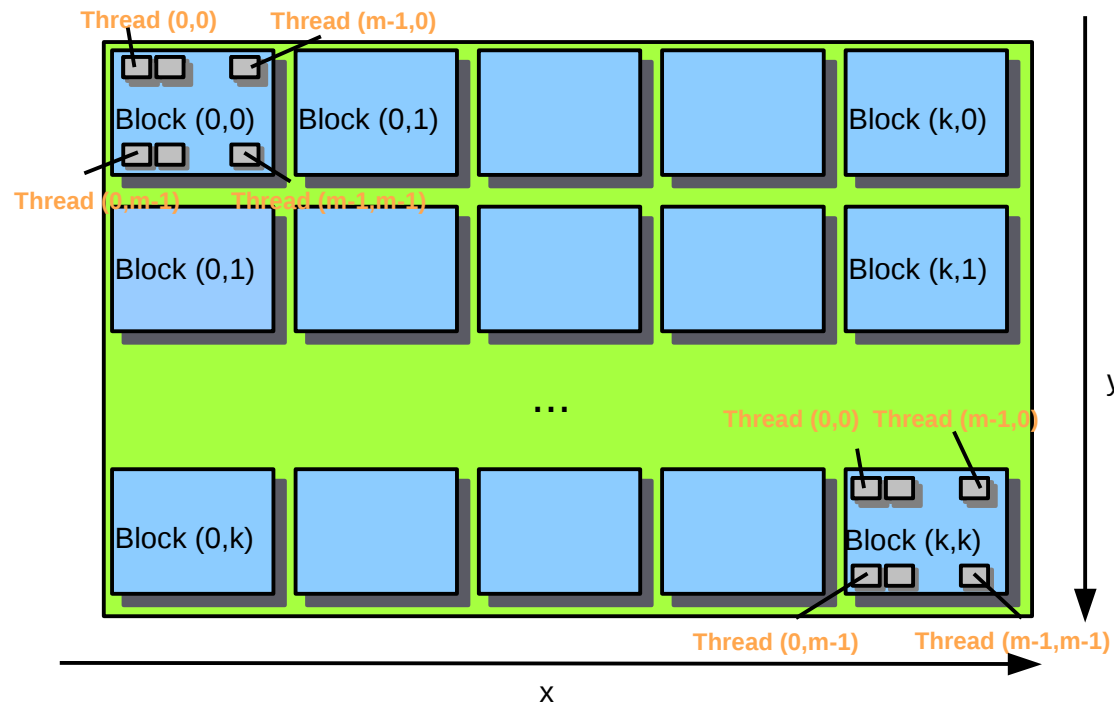 Thread (0,0) Thread (m-1,0)
Block (0,0) Block (0,1) Block (k,0)
Thread (0,m-1) Thread (m-1,m-1)
Block (0,1) Block (k,1)
y
...
Thread (0,0) Thread (m-1,0)
Block (0,k) Block (k,k)
Thread (0,m-1) Thread (m-1,m-1)
x